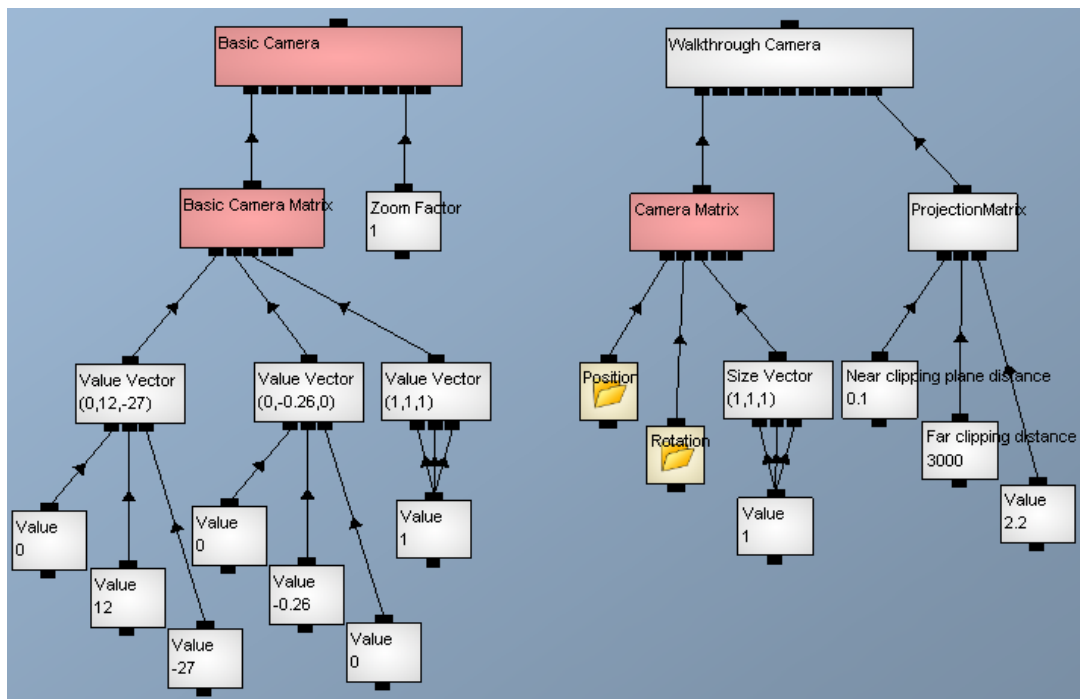 Basic Camera
Walkthrough Camera
Basic Camera Matrix
Zoom Factor
1
Camera Matrix
ProjectionMatrix
Value Vector
(0,12,-27)
Value Vector
(0,-0.26,0)
Value Vector
(1,1,1)
Position
Rotation
Size Vector
(1,1,1)
Near clipping plane distance
0.1
Far clipping distance
3000
Value
2.2
Value
0
Value
12
Value
-27
Value
0
Value
-0.26
Value
0
Value
1
Value
1